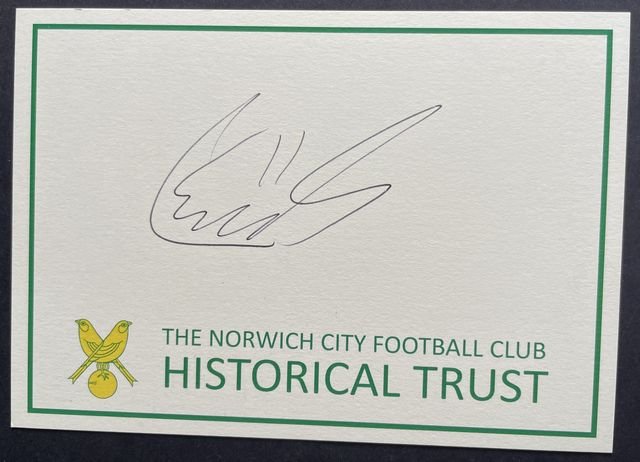 THE NORWICH CITY FOOTBALL CLUB
HISTORICAL TRUST